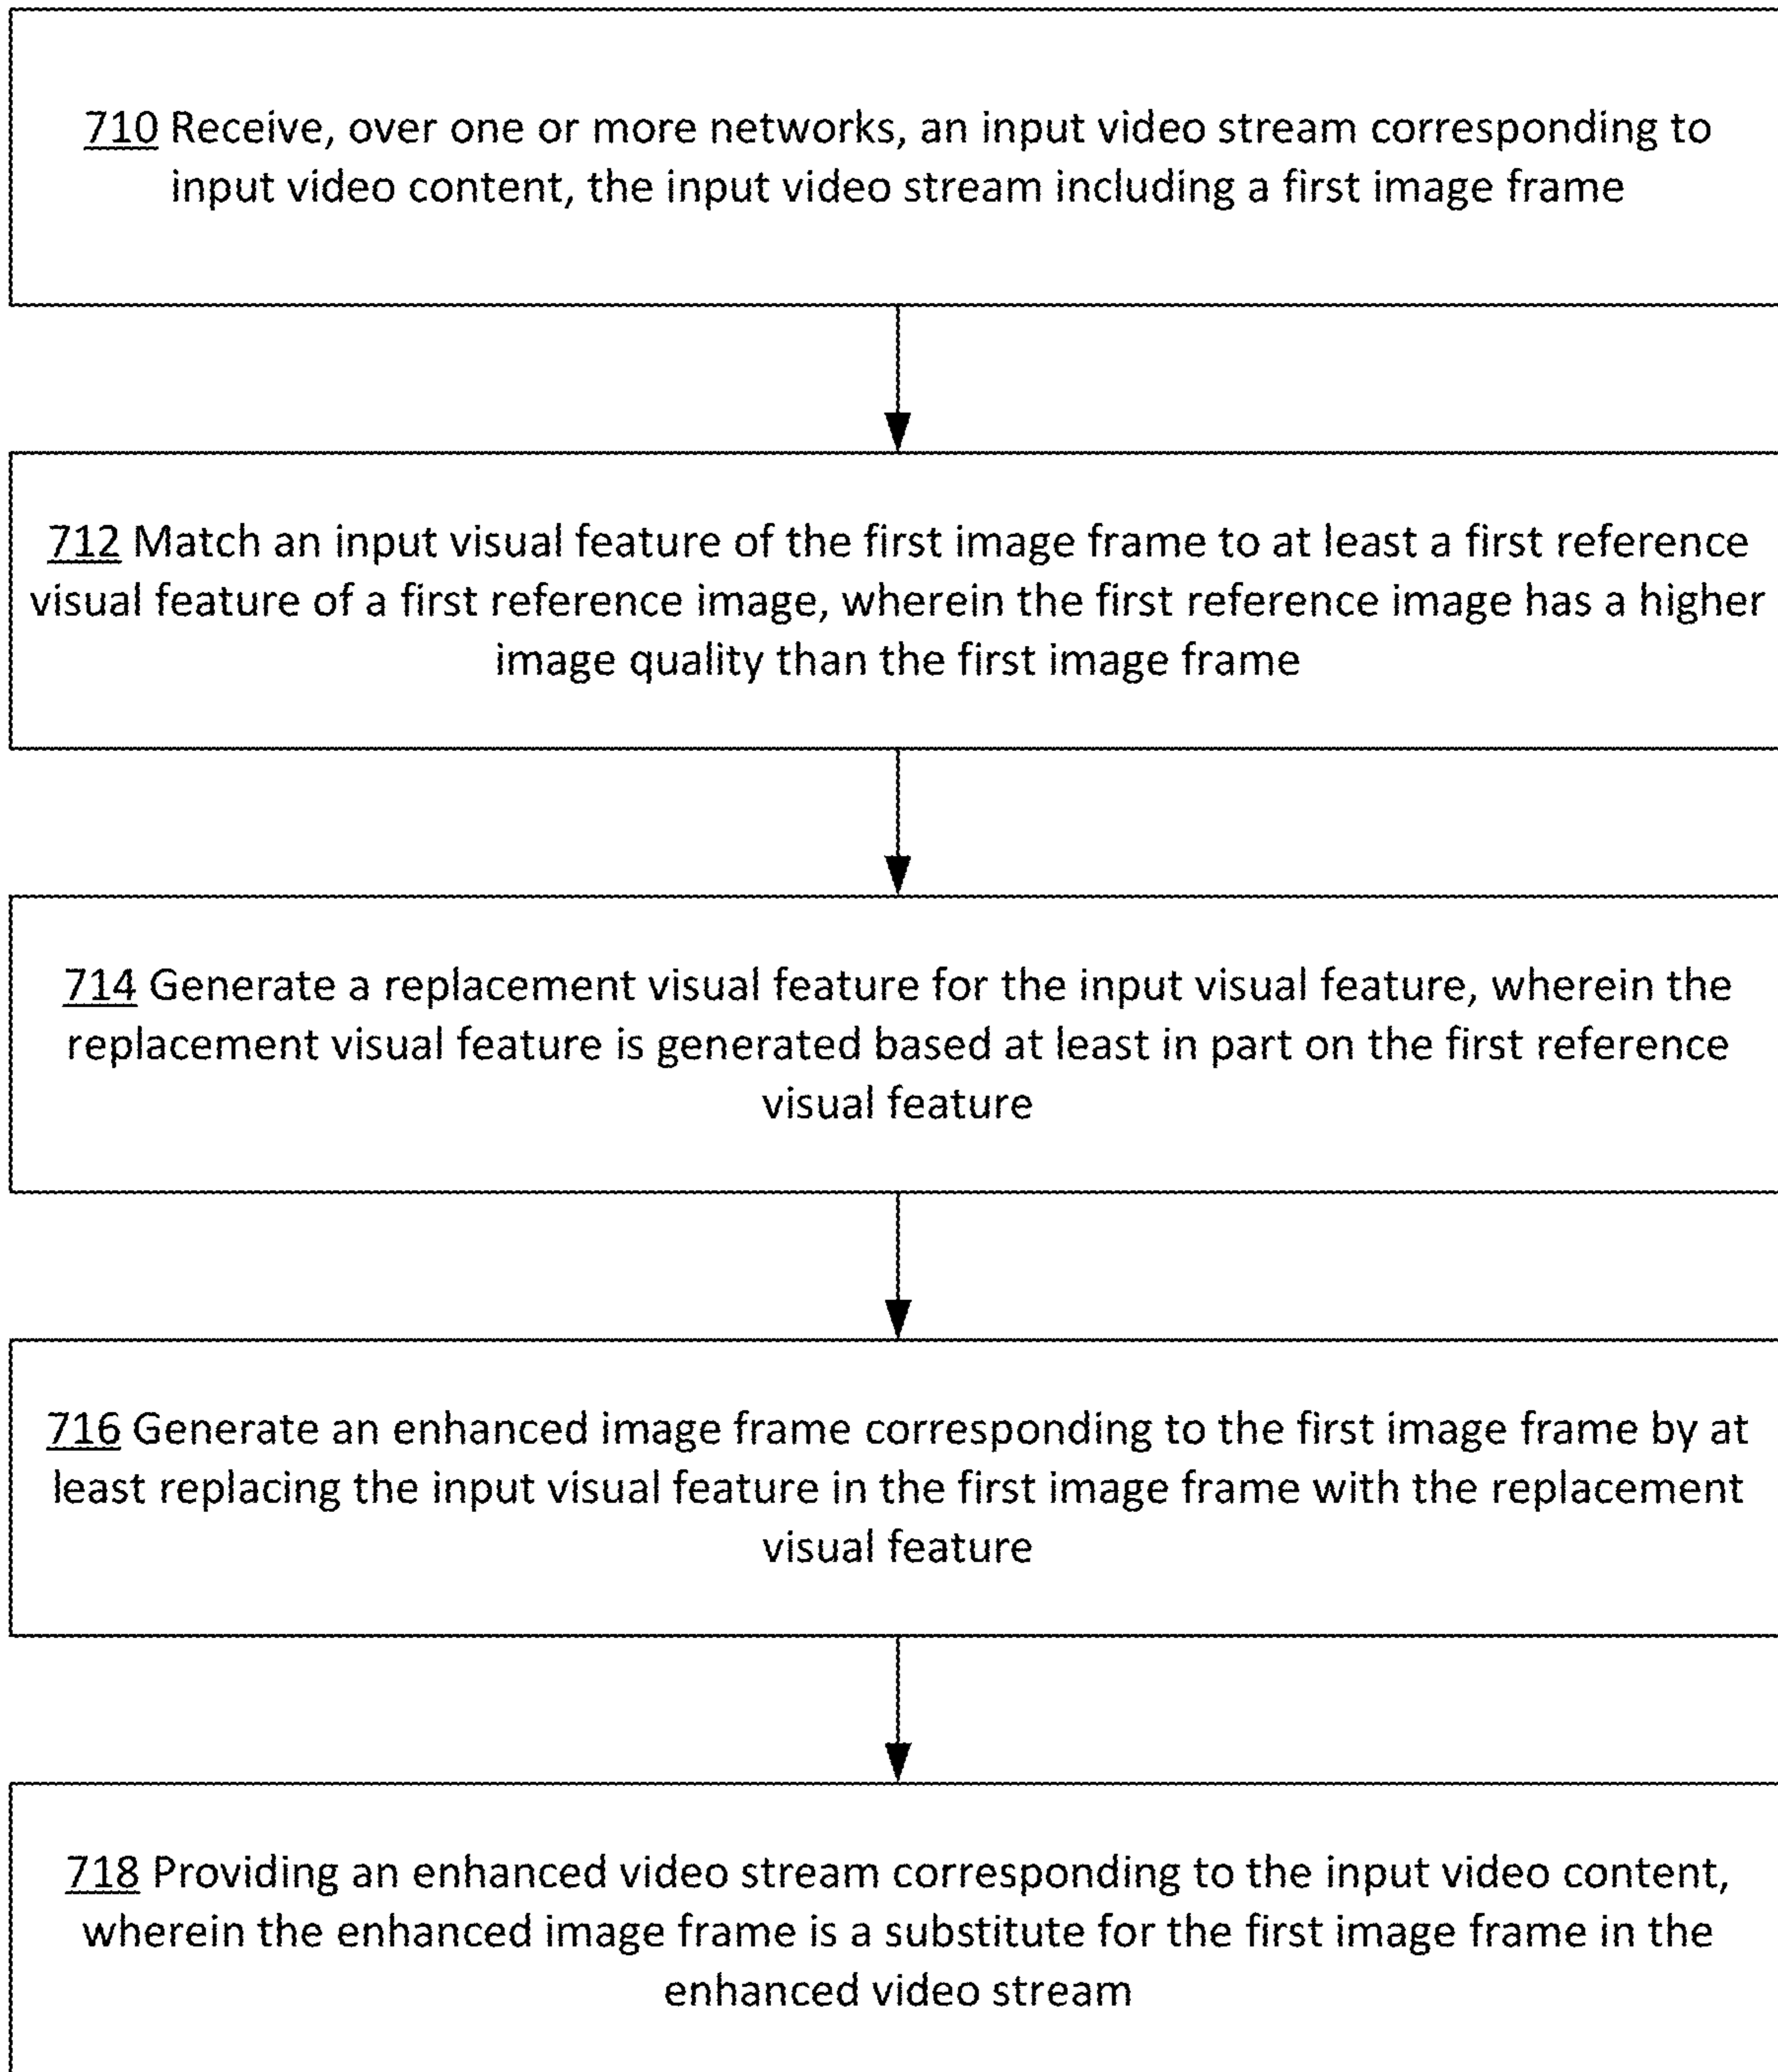 710 Receive, over one or more networks, an input video stream corresponding to
input video content, the input video stream including a first image frame
712 Match an input visual feature of the first image frame to at least a first reference
visual feature of a first reference image, wherein the first reference image has a higher
image quality than the first image frame
714 Generate a replacement visual feature for the input visual feature, wherein the
replacement visual feature is generated based at least in part on the first reference
visual feature
716 Generate an enhanced image frame corresponding to the first image frame by at
least replacing the input visual feature in the first image frame with the replacement
visual feature
718 Providing an enhanced video stream corresponding to the input video content,
wherein the enhanced image frame is a substitute for the first image frame in the
enhanced video stream